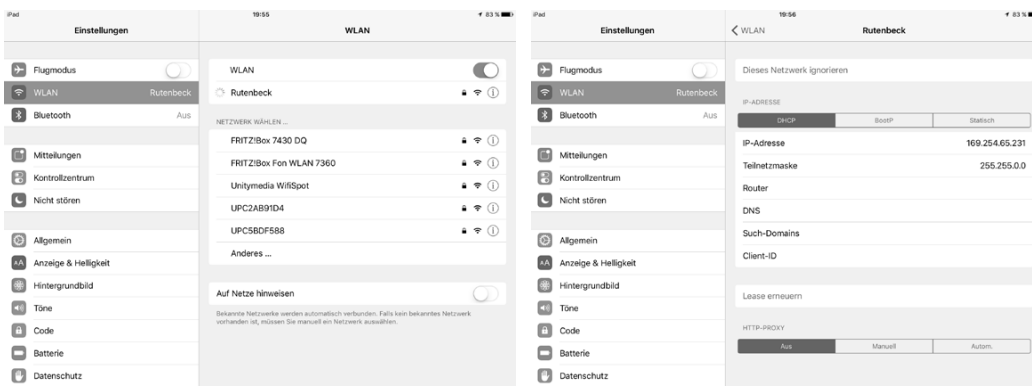 iPad 19:55 83 %
Einstellungen
Flugmodus
WLAN Rutenbeck
Bluetooth Aus
Mitteilungen
Kontrollzentrum
Nicht stören
Allgemein
AA Anzeige & Helligkeit
Hintergrundbild
Töne
Code
Batterie
Datenschutz
WLAN
WLAN
Rutenbeck
NETZWERK WÄHLEN ...
FRITZ!Box 7430 DQ
FRITZ!Box Fon WLAN 7360
Unitymedia WifiSpot
UPC2AB91D4
UPC5BDF588
Anderes ...
Auf Netze hinweisen
Bekannte Netzwerke werden automatisch verbunden. Falls kein bekanntes Netzwerk
vorhanden ist, müssen Sie manuell ein Netzwerk auswählen.
iPad 19:56 83 %
Einstellungen
Flugmodus
WLAN Rutenbeck
Bluetooth Aus
Mitteilungen
Kontrollzentrum
Nicht stören
Allgemein
AA Anzeige & Helligkeit
Hintergrundbild
Töne
Code
Batterie
Datenschutz
WLAN Rutenbeck
Dieses Netzwerk ignorieren
IP-ADRESSE
DHCP BootP Statisch
IP-Adresse 169.254.65.231
Teilnetzmaske 255.255.0.0
Router
DNS
Such-Domains
Client-ID
Lease erneuern
HTTP-PROXY
Aus Manuell Autom.